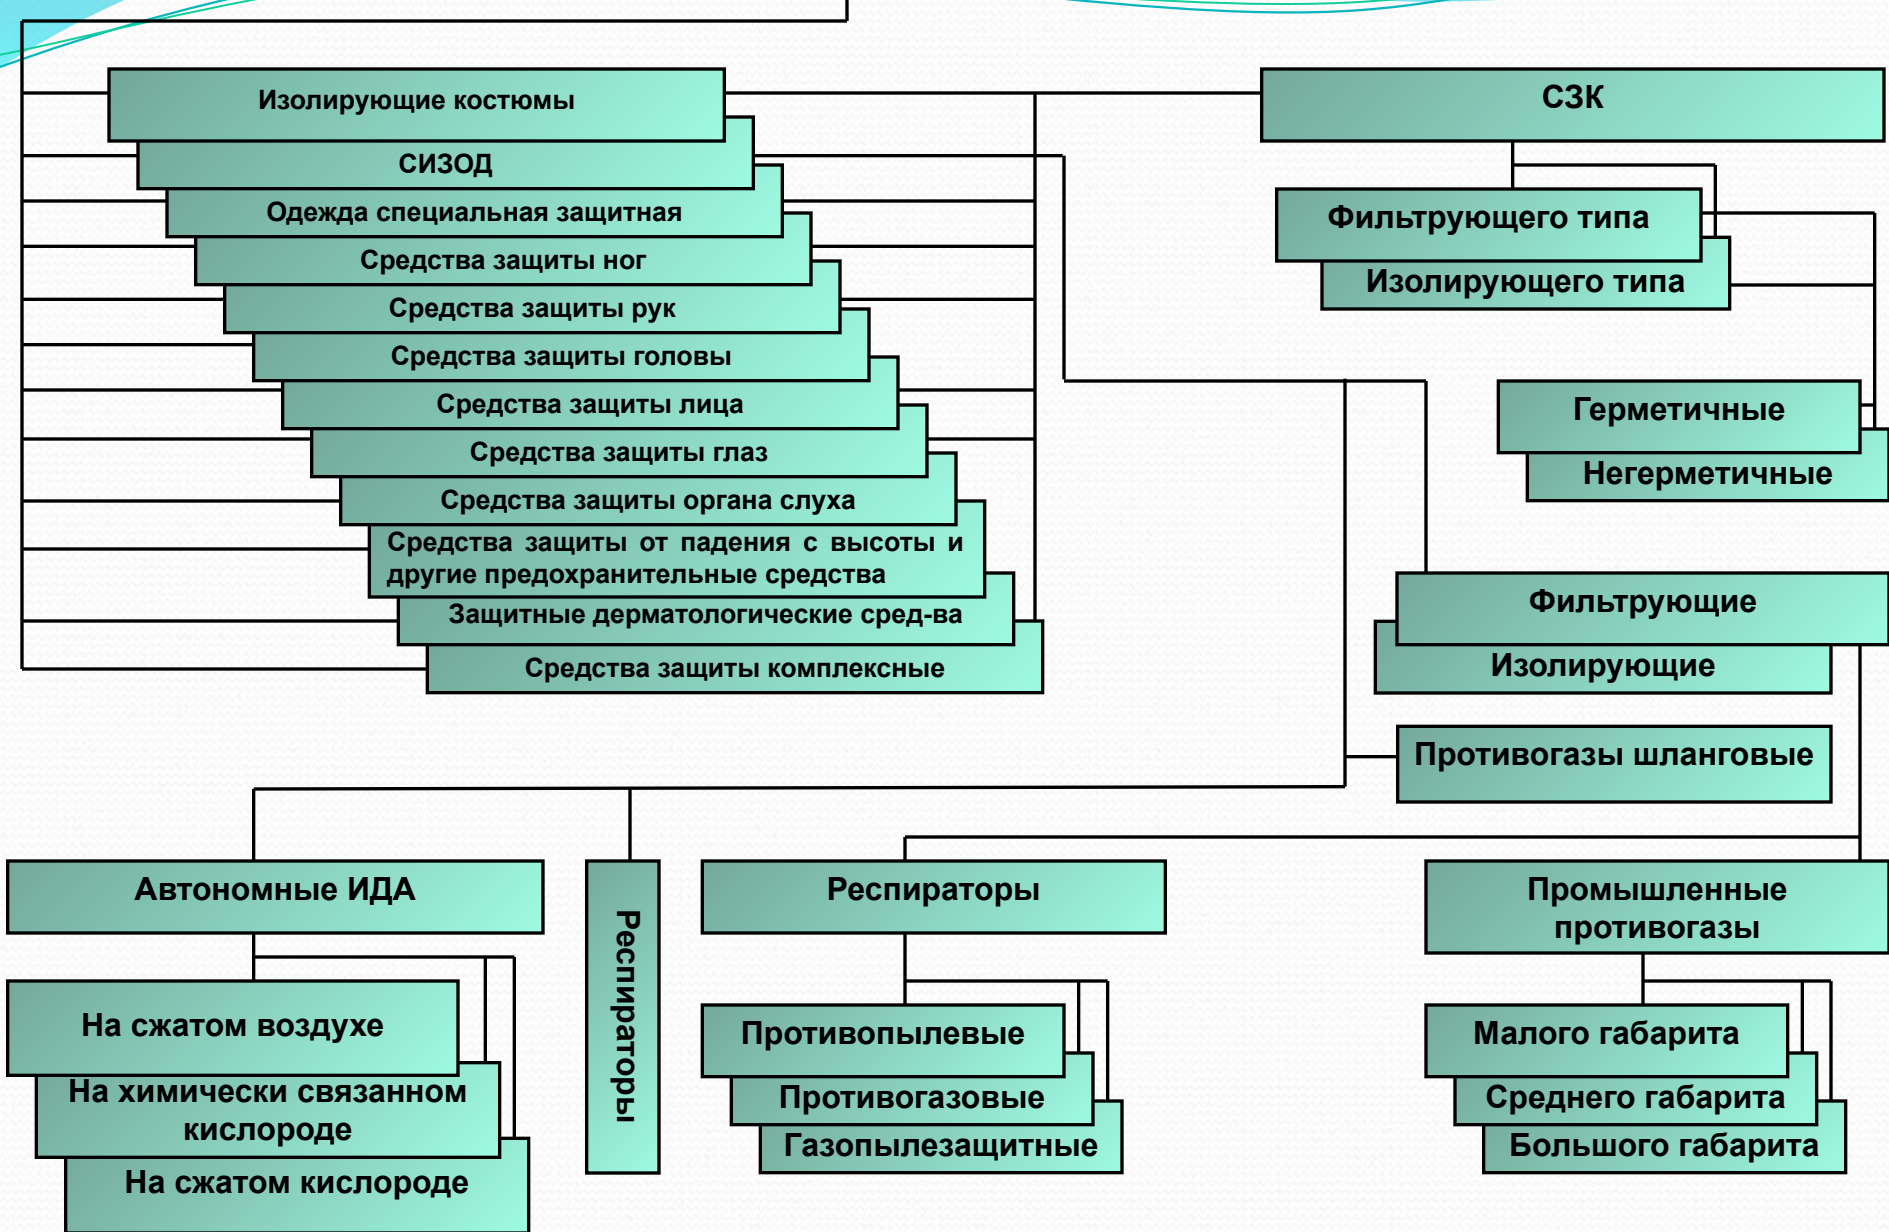 Изолирующие костюмы
СИЗОД
Одежда специальная защитная
Средства защиты ног
Средства защиты рук
Средства защиты головы
Средства защиты лица
Средства защиты глаз
Средства защиты органа слуха
Средства защиты от падения с высоты и
другие предохранительные средства
Защитные дерматологические сред-ва
Средства защиты комплексные
СЗК
Фильтрующего типа
Изолирующего типа
Герметичные
Негерметичные
Фильтрующие
Изолирующие
Противогазы шланговые
Автономные ИДА
На сжатом воздухе
На химически связанном
кислороде
На сжатом кислороде
Респираторы
Респираторы
Противопылевые
Противогазовые
Газопылезащитные
Промышленные
противогазы
Малого габарита
Среднего габарита
Большого габарита